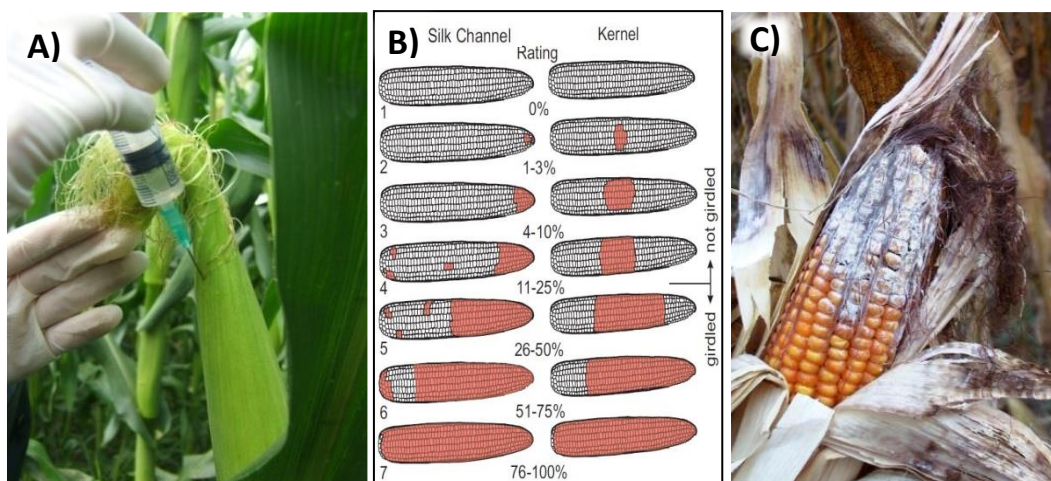 A)
B)
Silk Channel
Kernel
Rating
1
0%
2
1-3%
3
4-10%
4
11-25%
5
26-50%
6
51-75%
7
76-100%
not girdled
girdled
C)